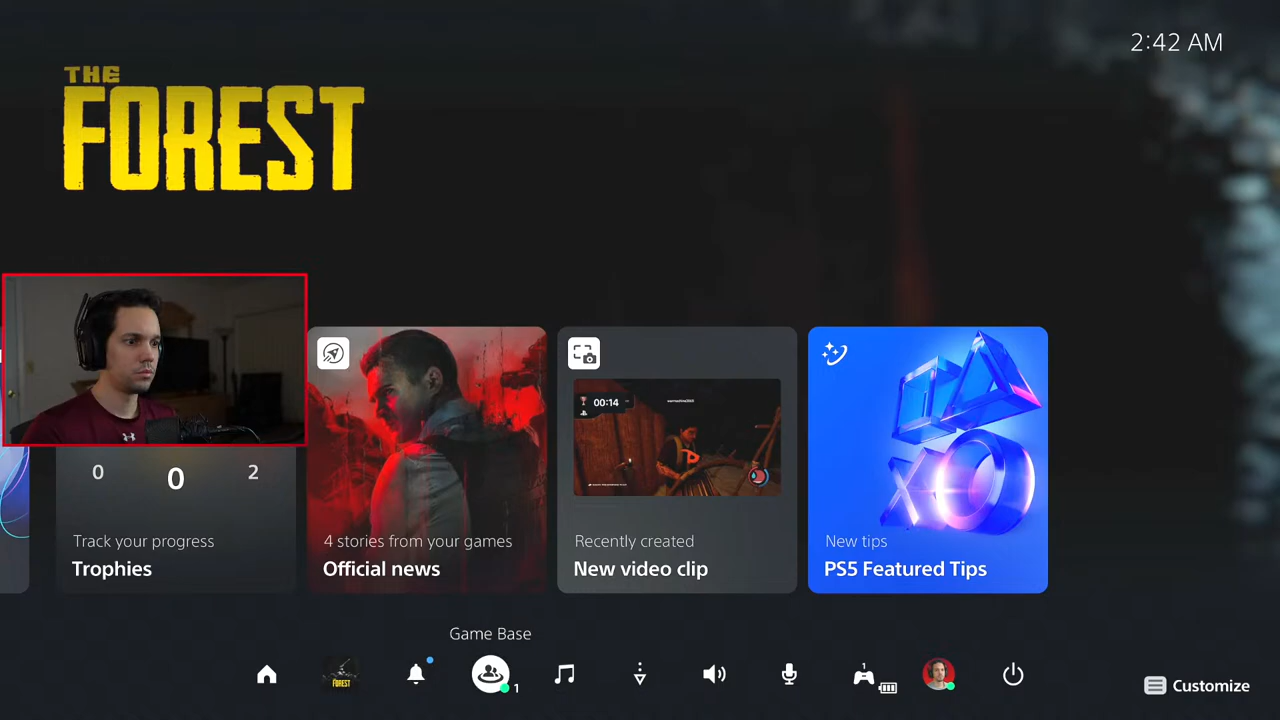 2:42 AM
THE
FOREST
0
0
2
Track your progress
Trophies
4 stories from your games
Official news
00:14
Recently created
New video clip
New tips
PS5 Featured Tips
Game Base
FOREST
1
1
Customize